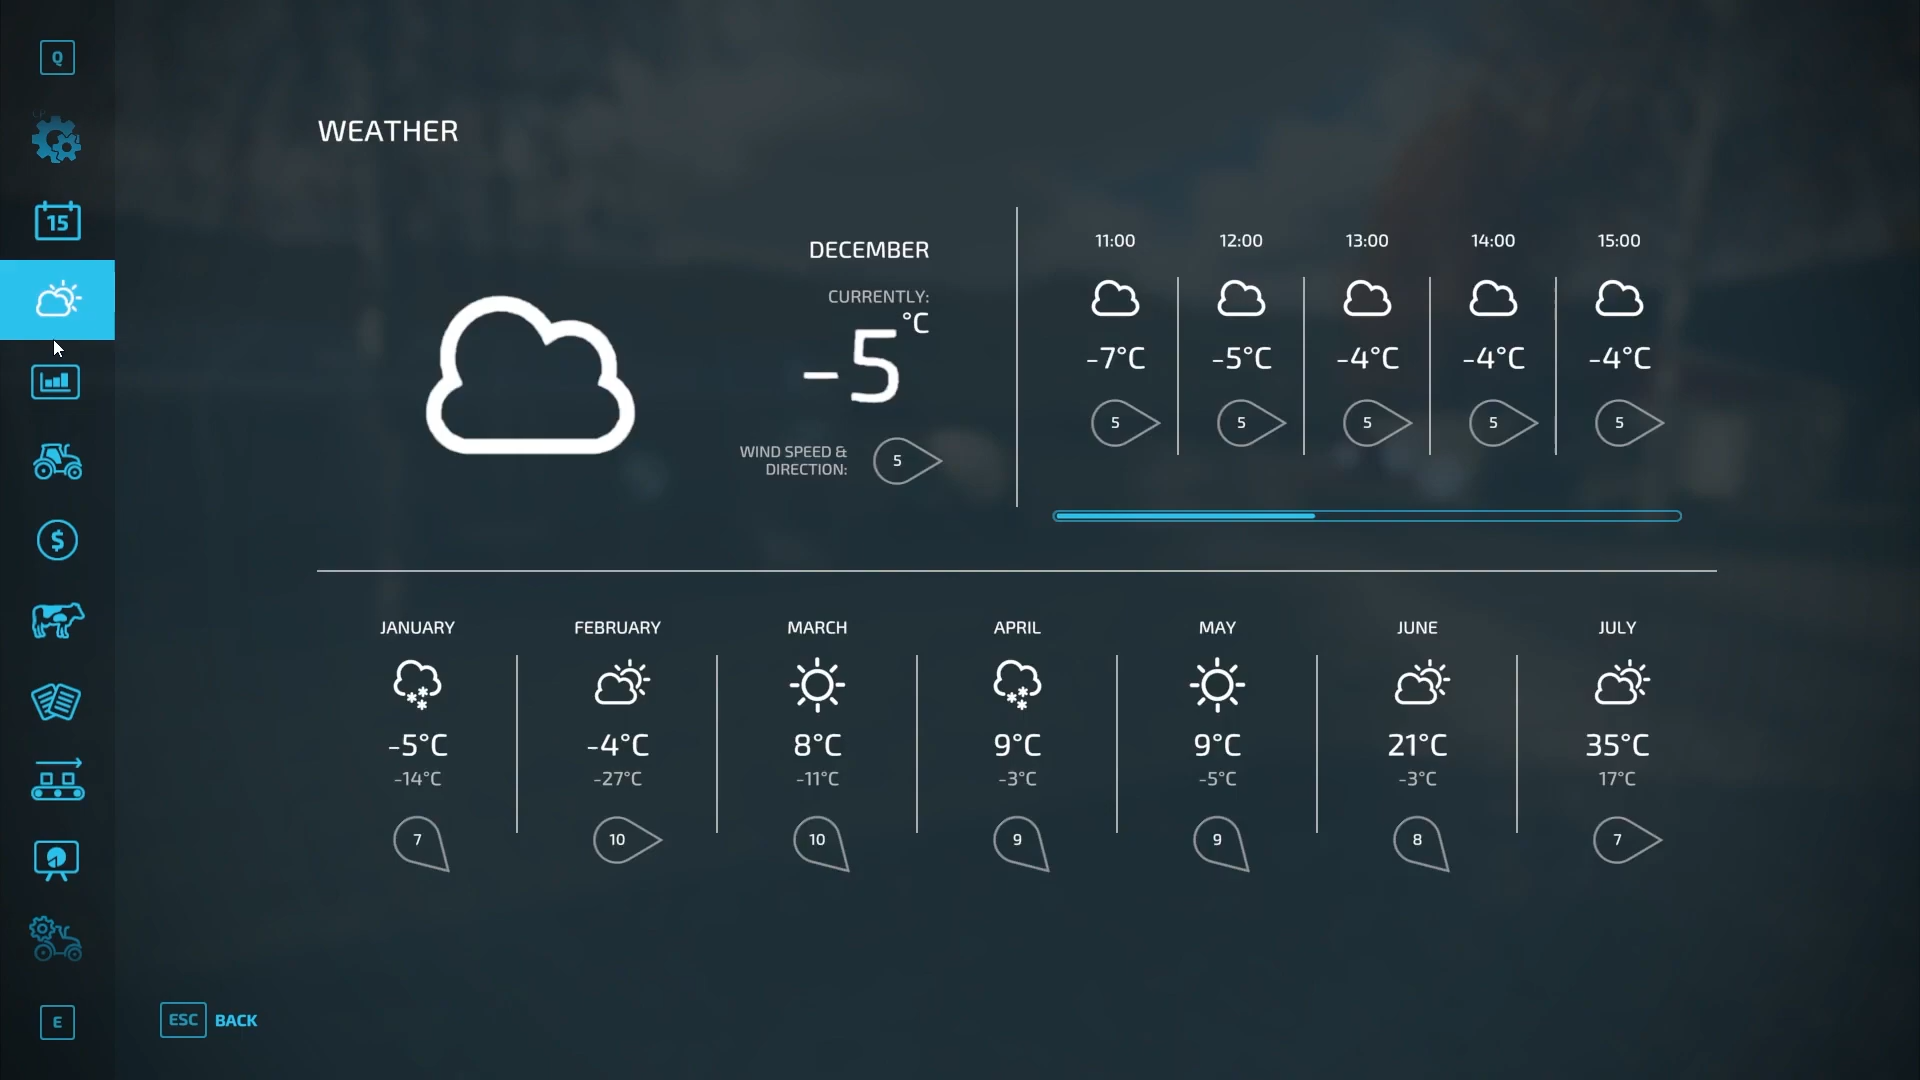 Q
15
$
E
WEATHER
DECEMBER
CURRENTLY:
-5 °C
WIND SPEED &
DIRECTION:
5
11:00 12:00 13:00 14:00 15:00
-7°C -5°C -4°C -4°C -4°C
5 5 5 5 5
JANUARY FEBRUARY MARCH APRIL MAY JUNE JULY
-5°C -4°C 8°C 9°C 9°C 21°C 35°C
-14°C -27°C -11°C -3°C -5°C -3°C 17°C
7 10 10 9 9 8 7
ESC BACK